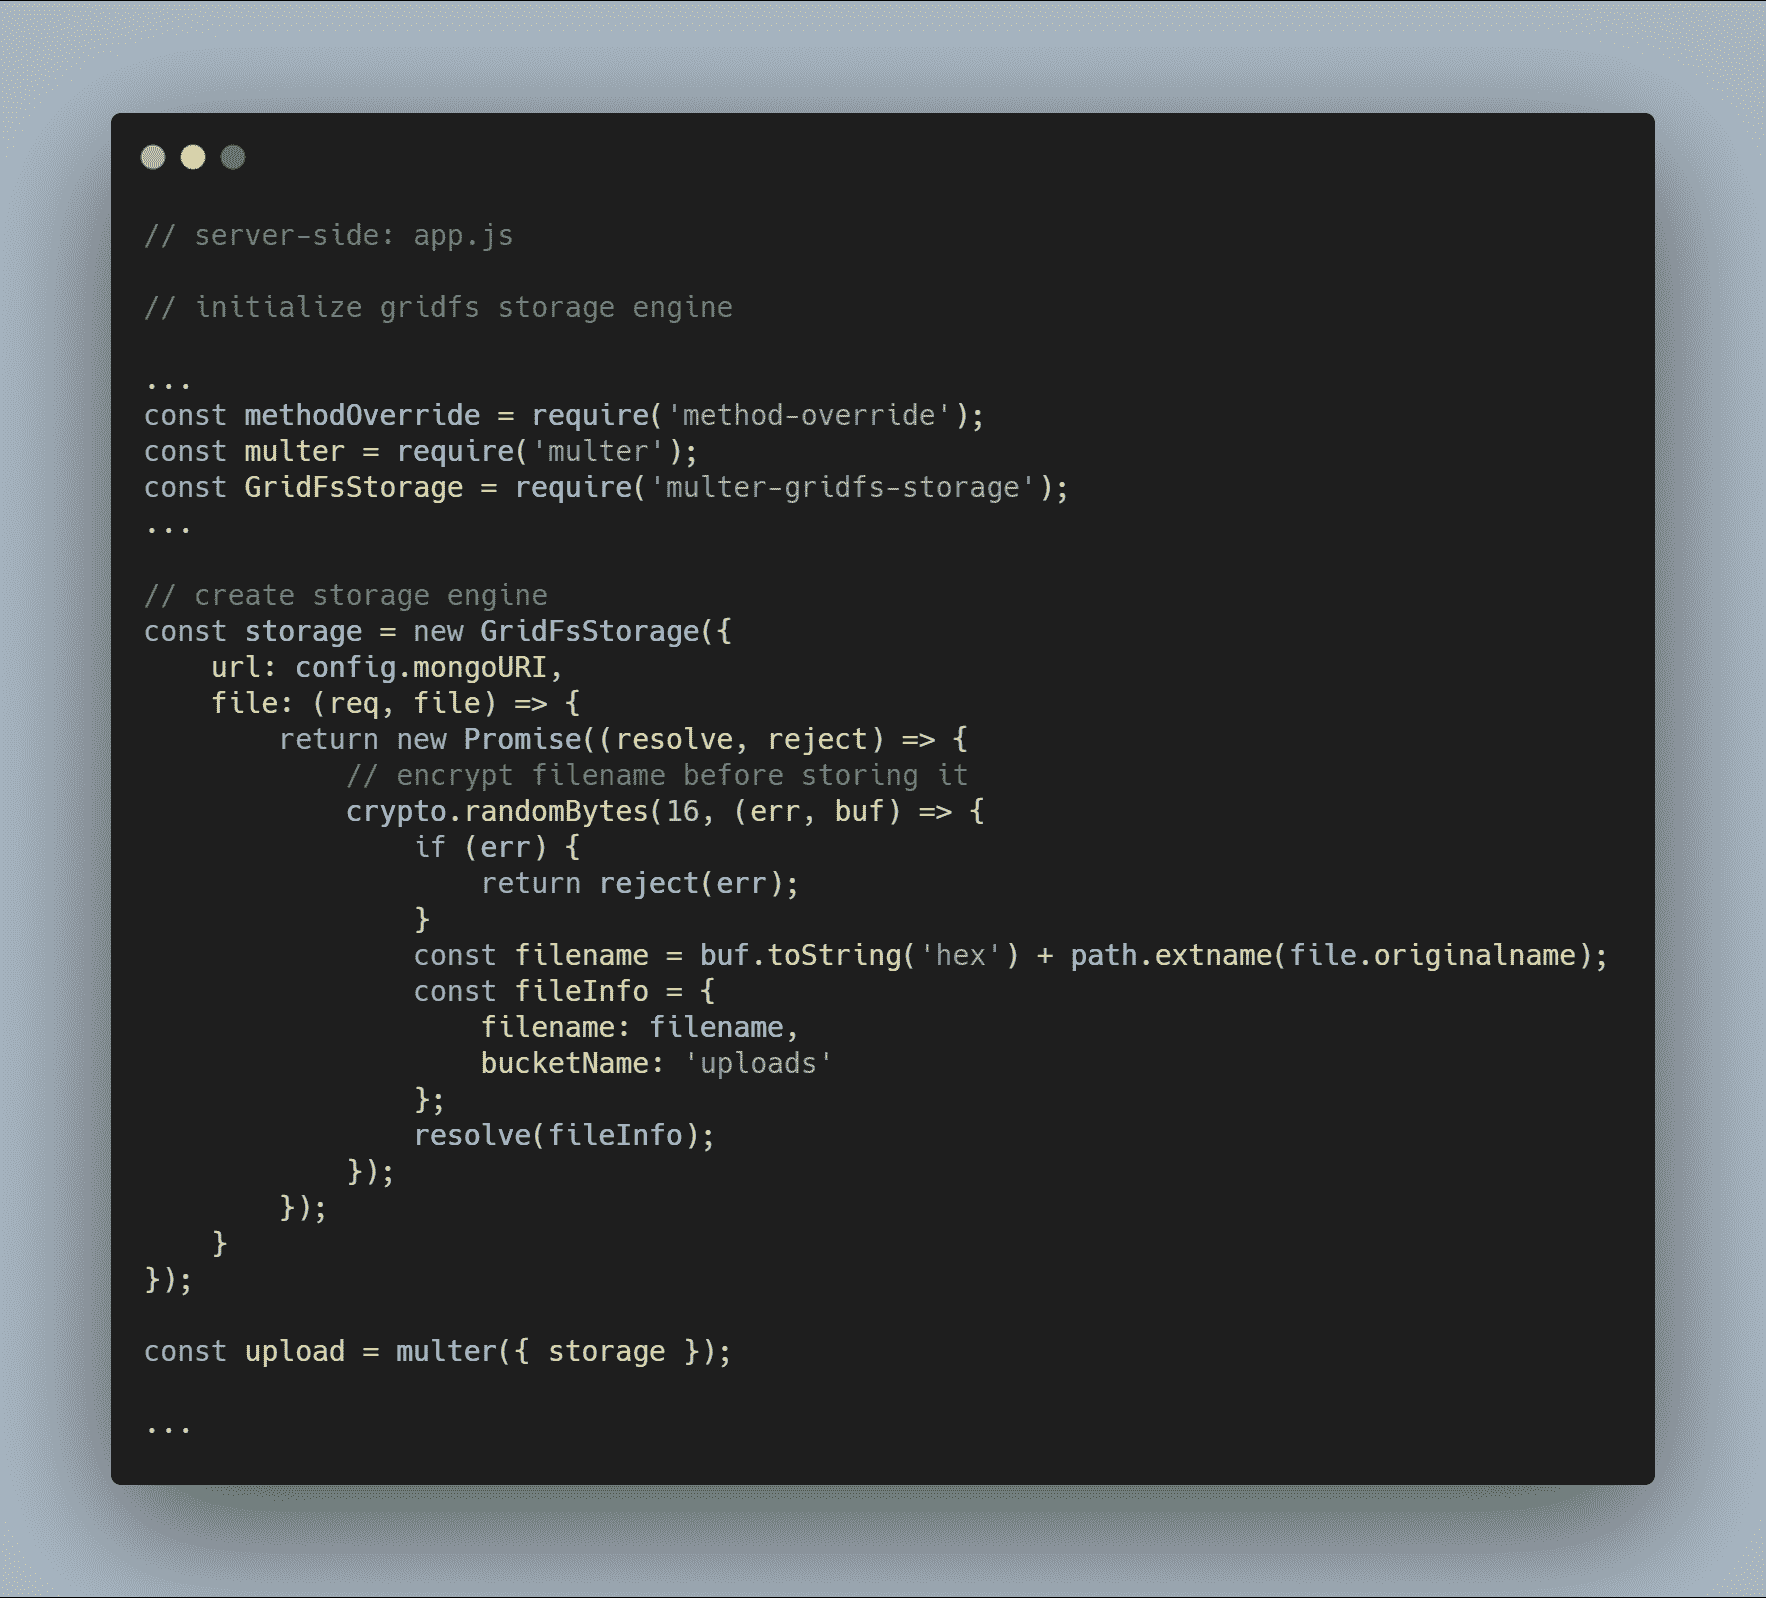 // server-side: app.js
// initialize gridfs storage engine
...
const methodOverride = require('method-override');
const multer = require('multer');
const GridFsStorage = require('multer-gridfs-storage');
...
// create storage engine
const storage = new GridFsStorage({
    url: config.mongoURI,
    file: (req, file) => {
        return new Promise((resolve, reject) => {
            // encrypt filename before storing it
            crypto.randomBytes(16, (err, buf) => {
                if (err) {
                    return reject(err);
                }
                const filename = buf.toString('hex') + path.extname(file.originalname);
                const fileInfo = {
                    filename: filename,
                    bucketName: 'uploads'
                };
                resolve(fileInfo);
            });
        });
    }
});
const upload = multer({ storage });
...